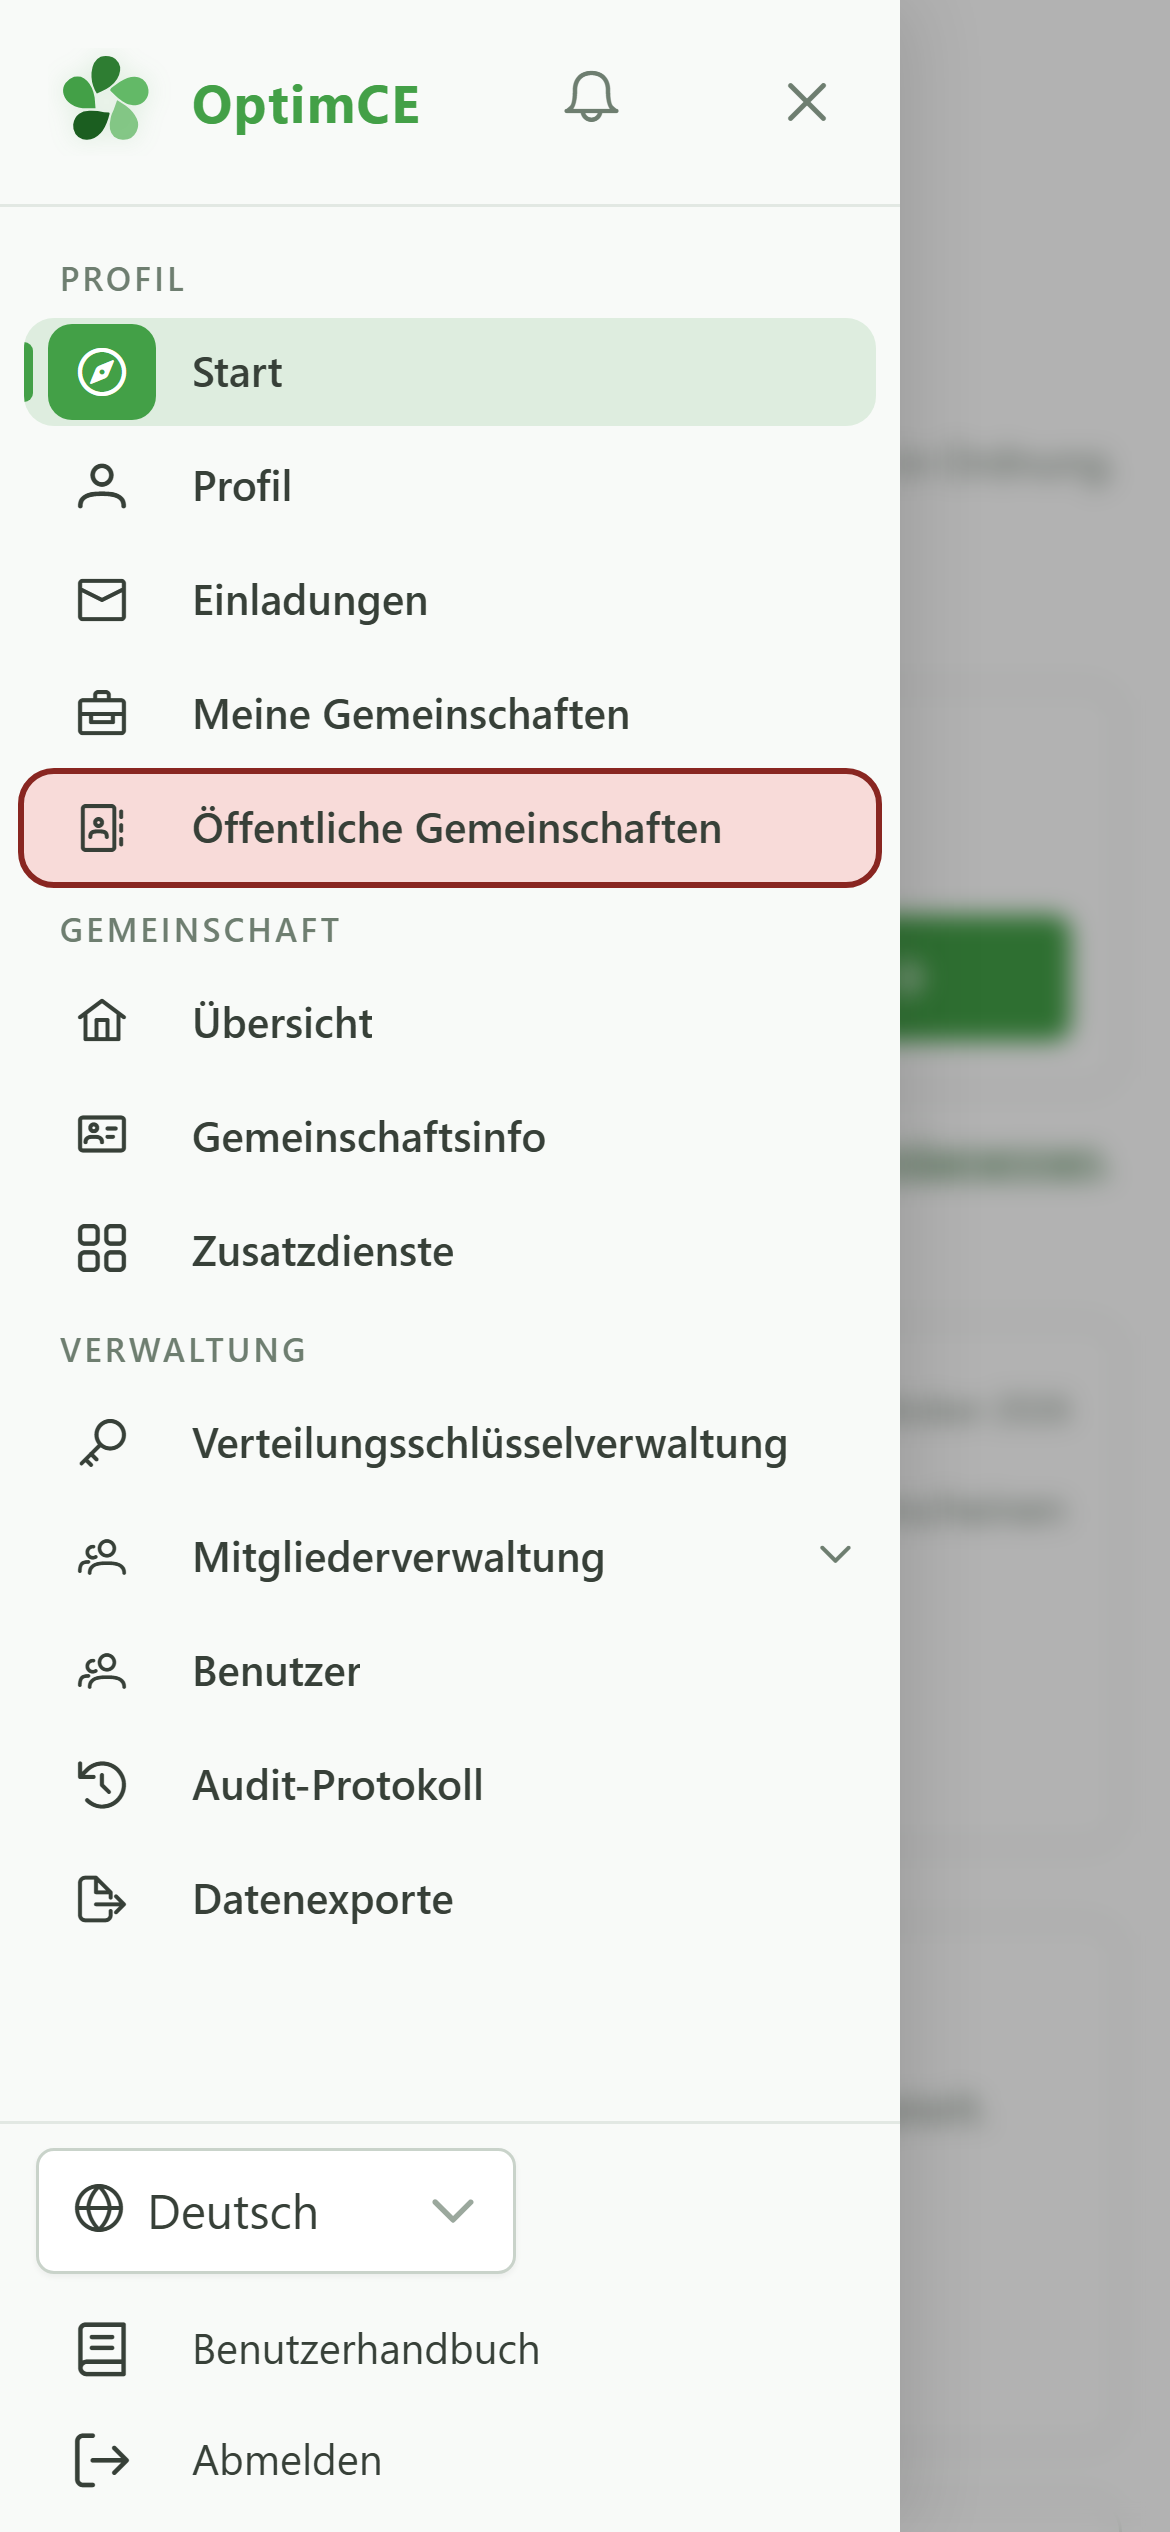 OptimCE
PROFIL
Start
Profil
Einladungen
Meine Gemeinschaften
Öffentliche Gemeinschaften
GEMEINSCHAFT
Übersicht
Gemeinschaftsinfo
Zusatzdienste
VERWALTUNG
Verteilungsschlüsselverwaltung
Mitgliederverwaltung
Benutzer
Audit-Protokoll
Datenexporte
Deutsch
Benutzerhandbuch
Abmelden